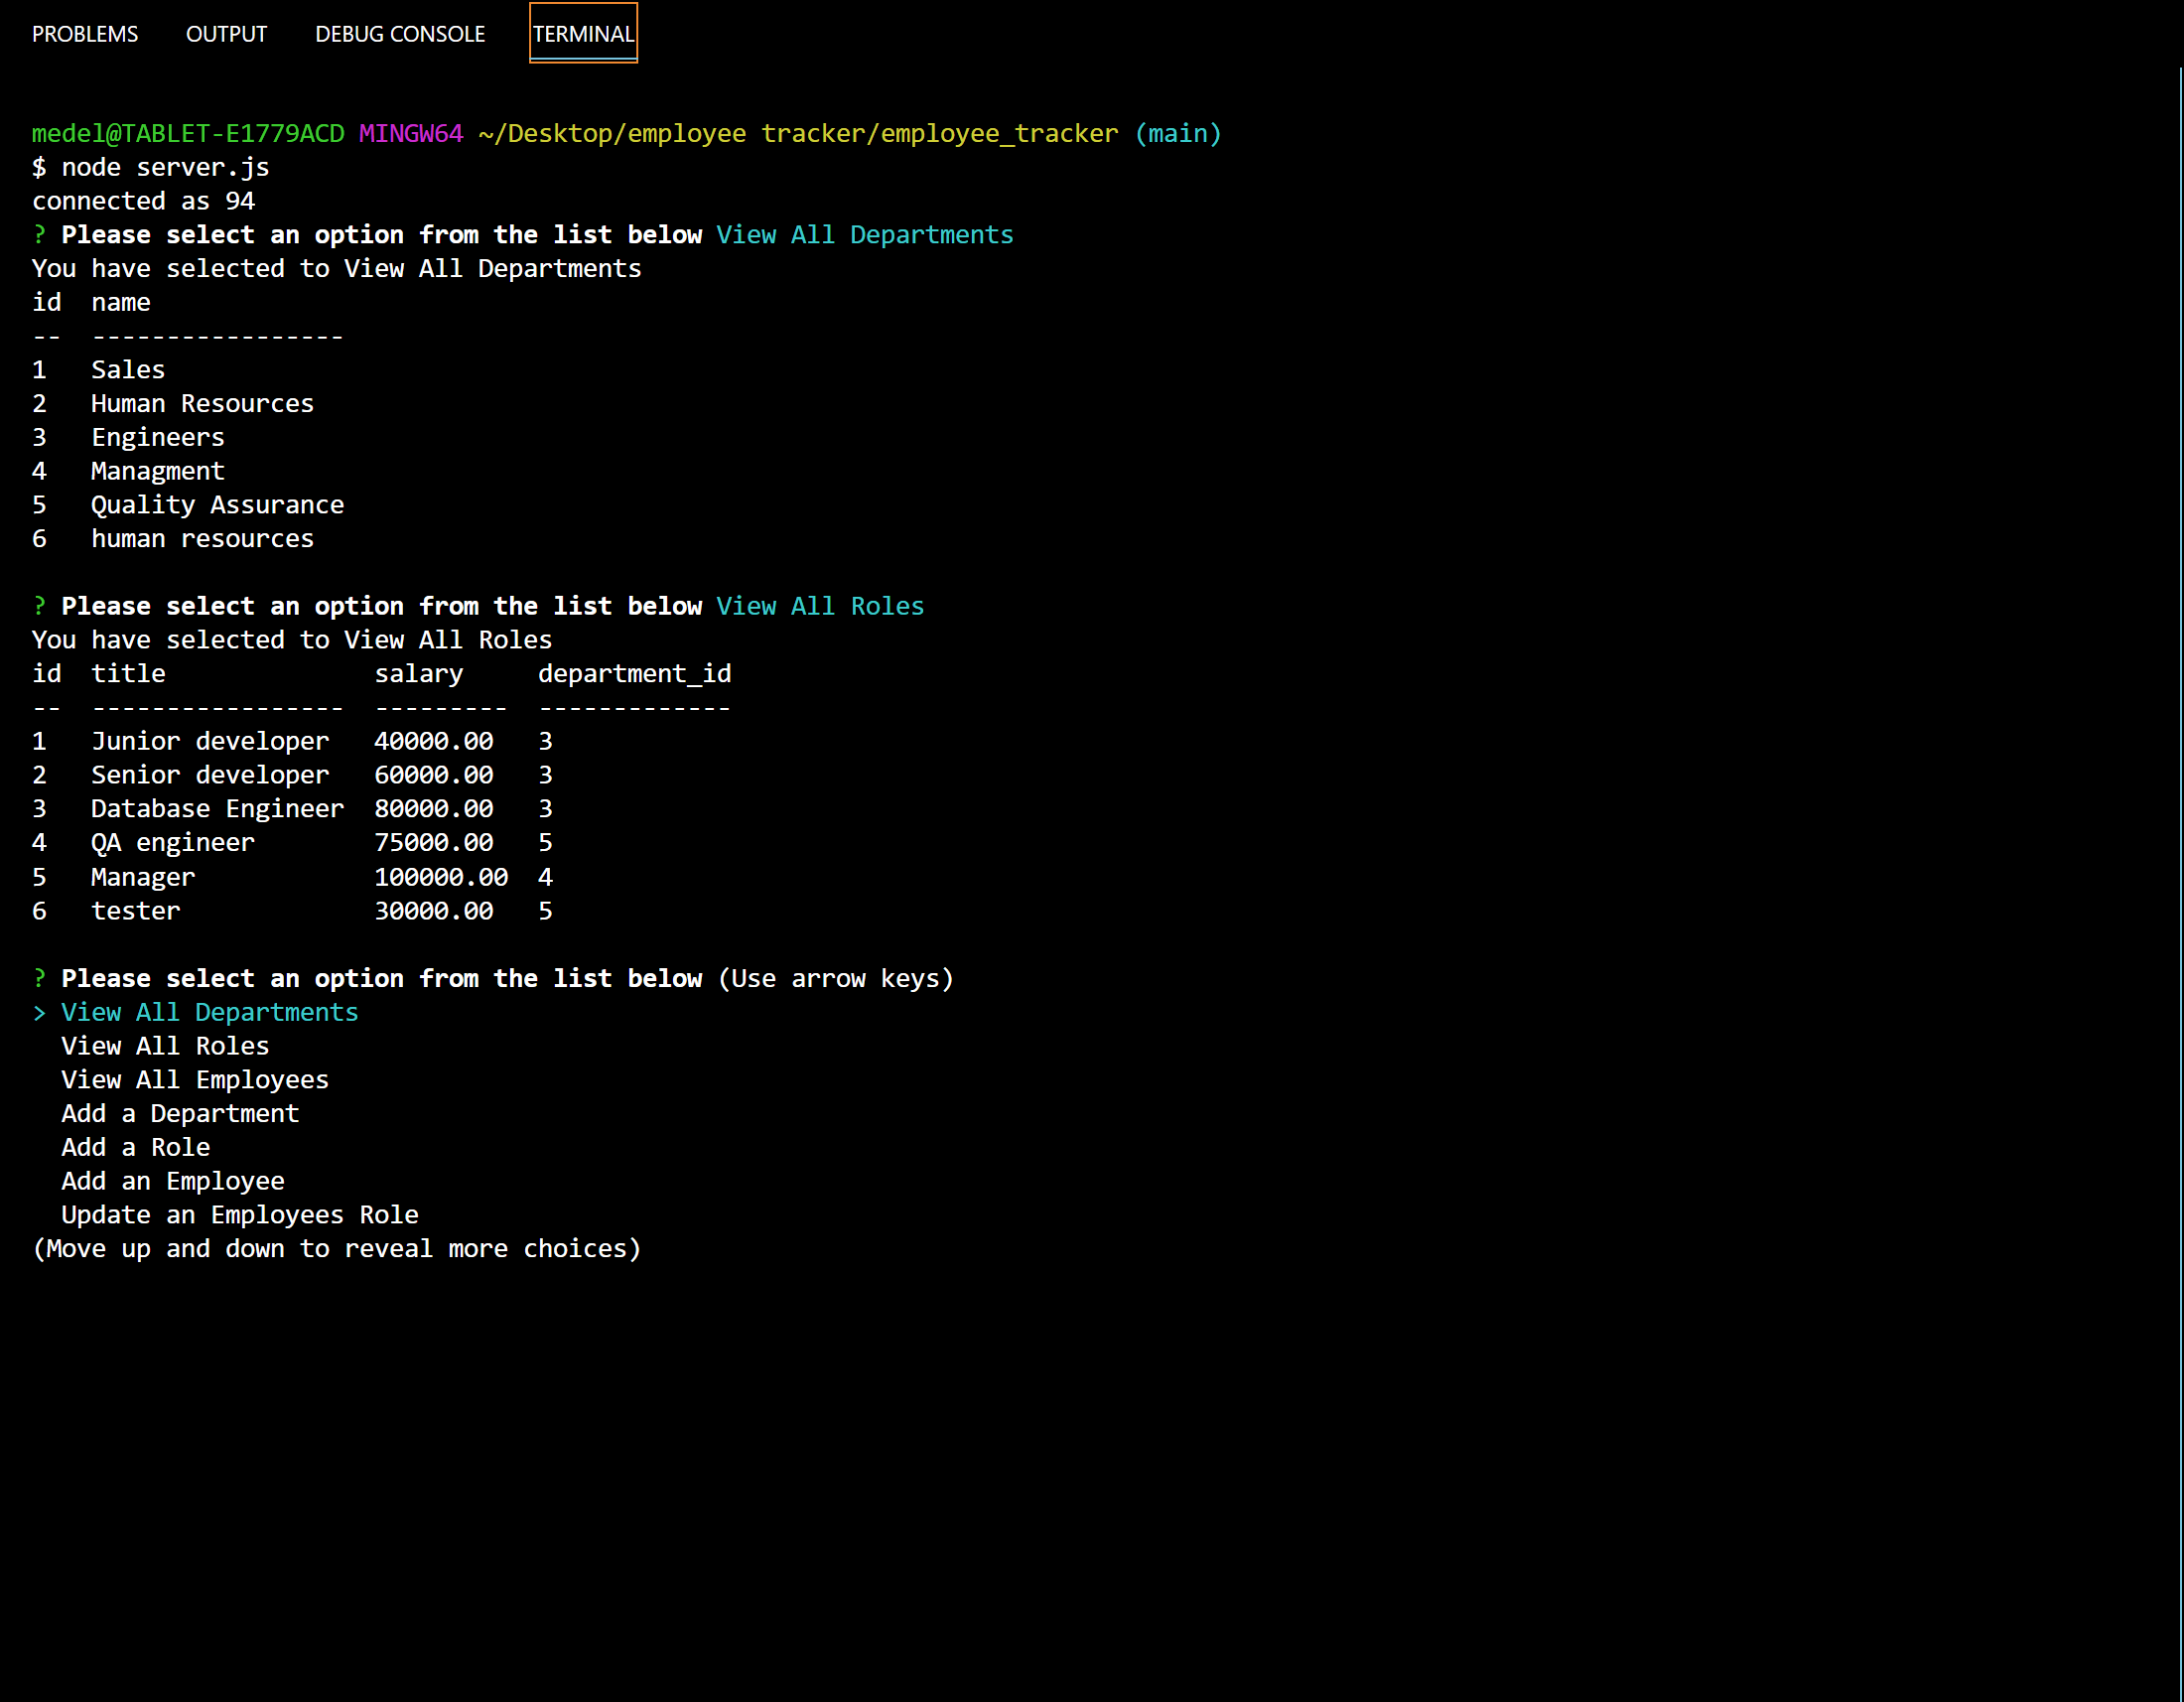 PROBLEMS OUTPUT DEBUG CONSOLE TERMINAL
medel@TABLET-E1779ACD MINGW64 ~/Desktop/employee tracker/employee_tracker (main)
$ node server.js
connected as 94
? Please select an option from the list below View All Departments
You have selected to View All Departments
id  name
--  -----------------
1   Sales
2   Human Resources
3   Engineers
4   Managment
5   Quality Assurance
6   human resources
? Please select an option from the list below View All Roles
You have selected to View All Roles
id  title              salary     department_id
--  -----------------  ---------  -------------
1   Junior developer   40000.00   3
2   Senior developer   60000.00   3
3   Database Engineer  80000.00   3
4   QA engineer        75000.00   5
5   Manager            100000.00  4
6   tester             30000.00   5
? Please select an option from the list below (Use arrow keys)
> View All Departments
  View All Roles
  View All Employees
  Add a Department
  Add a Role
  Add an Employee
  Update an Employees Role
(Move up and down to reveal more choices)